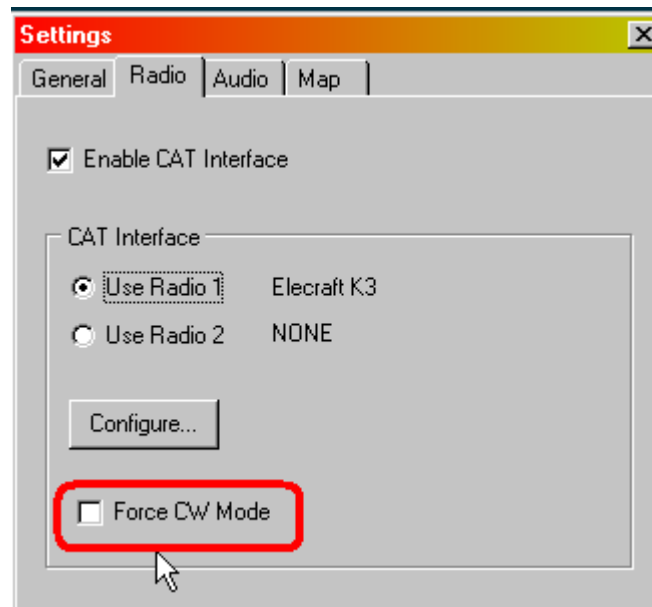 Settings
General Radio Audio Map
Enable CAT Interface
CAT Interface
Use Radio 1 Elecraft K3
Use Radio 2 NONE
Configure...
Force CW Mode